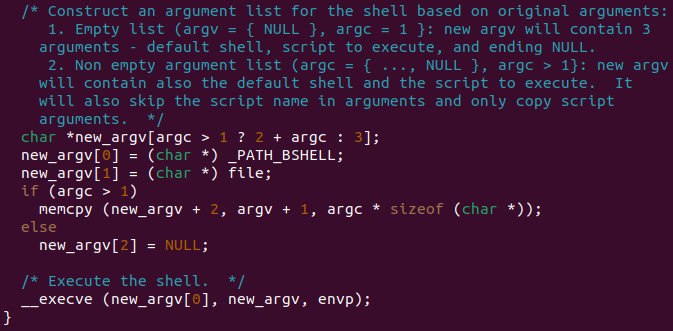 /* Construct an argument list for the shell based on original arguments:
1. Empty list (argv = { NULL }, argc = 1 }: new argv will contain 3
arguments - default shell, script to execute, and ending NULL.
2. Non empty argument list (argc = { ..., NULL }, argc > 1}: new argv
will contain also the default shell and the script to execute.  It
will also skip the script name in arguments and only copy script
arguments.  */
char *new_argv[argc > 1 ? 2 + argc : 3];
new_argv[0] = (char *) _PATH_BSHELL;
new_argv[1] = (char *) file;
if (argc > 1)
memcpy (new_argv + 2, argv + 1, argc * sizeof (char *));
else
new_argv[2] = NULL;
/* Execute the shell.  */
__execve (new_argv[0], new_argv, envp);
}